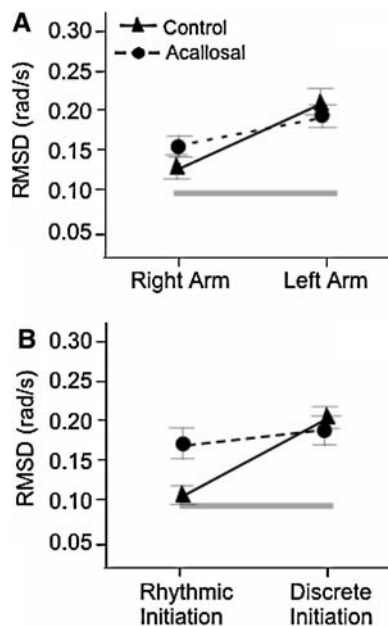 A
Control
Acallosal
RMSD (rad/s)
0.30
0.25
0.20
0.15
0.10
0.05
Right Arm Left Arm
B
RMSD (rad/s)
0.30
0.25
0.20
0.15
0.10
0.05
Rhythmic Discrete
Initiation Initiation